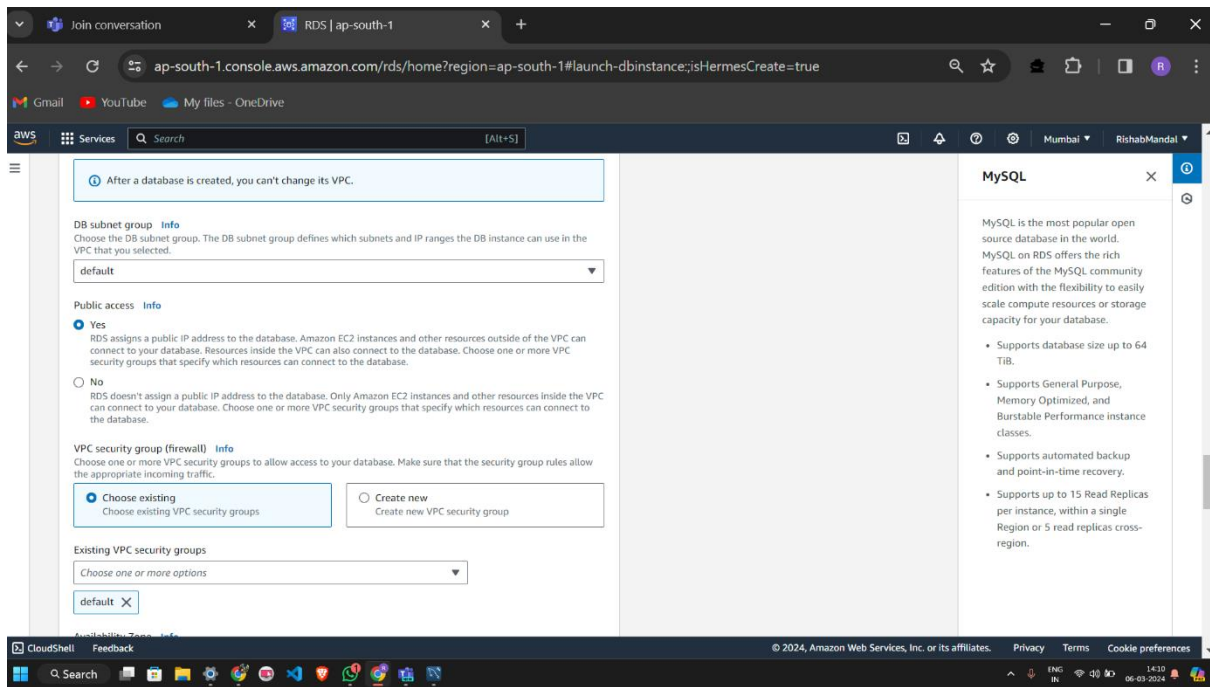 Join conversation
RDS | ap-south-1
ap-south-1.console.aws.amazon.com/rds/home?region=ap-south-1#launch-dbinstance:;isHermesCreate=true
R
Gmail
YouTube
My files - OneDrive
aws
Services
Search
[Alt+S]
Mumbai
RishabMandal
After a database is created, you can't change its VPC.
DB subnet group Info
Choose the DB subnet group. The DB subnet group defines which subnets and IP ranges the DB instance can use in the
VPC that you selected.
default
Public access Info
Yes
RDS assigns a public IP address to the database. Amazon EC2 instances and other resources outside of the VPC can
connect to your database. Resources inside the VPC can also connect to the database. Choose one or more VPC
security groups that specify which resources can connect to the database.
No
RDS doesn't assign a public IP address to the database. Only Amazon EC2 instances and other resources inside the VPC
can connect to your database. Choose one or more VPC security groups that specify which resources can connect to
the database.
VPC security group (firewall) Info
Choose one or more VPC security groups to allow access to your database. Make sure that the security group rules allow
the appropriate incoming traffic.
Choose existing
Choose existing VPC security groups
Create new
Create new VPC security group
Existing VPC security groups
Choose one or more options
default
Availability Zone Info
MySQL
MySQL is the most popular open
source database in the world.
MySQL on RDS offers the rich
features of the MySQL community
edition with the flexibility to easily
scale compute resources or storage
capacity for your database.
• Supports database size up to 64
TiB.
• Supports General Purpose,
Memory Optimized, and
Burstable Performance instance
classes.
• Supports automated backup
and point-in-time recovery.
• Supports up to 15 Read Replicas
per instance, within a single
Region or 5 read replicas cross-
region.
CloudShell
Feedback
© 2024, Amazon Web Services, Inc. or its affiliates.
Privacy
Terms
Cookie preferences
Search
ENG
IN
14:10
06-03-2024